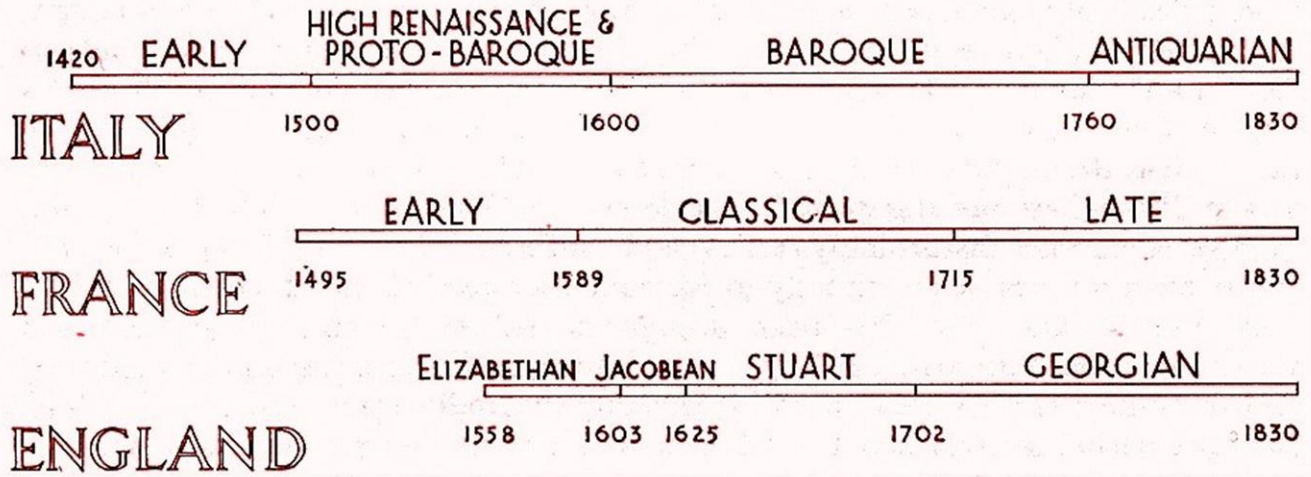 HIGH RENAISSANCE &
1420 EARLY PROTO-BAROQUE BAROQUE ANTIQUARIAN
ITALY 1500 1600 1760 1830
EARLY CLASSICAL LATE
FRANCE 1495 1589 1715 1830
ELIZABETHAN JACOBEAN STUART GEORGIAN
ENGLAND 1558 1603 1625 1702 1830